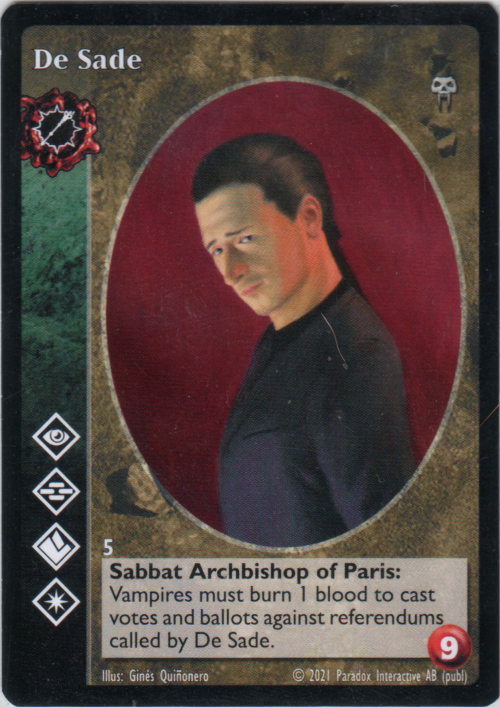 De Sade
5
Sabbat Archbishop of Paris:
Vampires must burn 1 blood to cast
votes and ballots against referendums
called by De Sade.
9
Illus: Ginés Quiñonero © 2021 Paradox Interactive AB (publ)